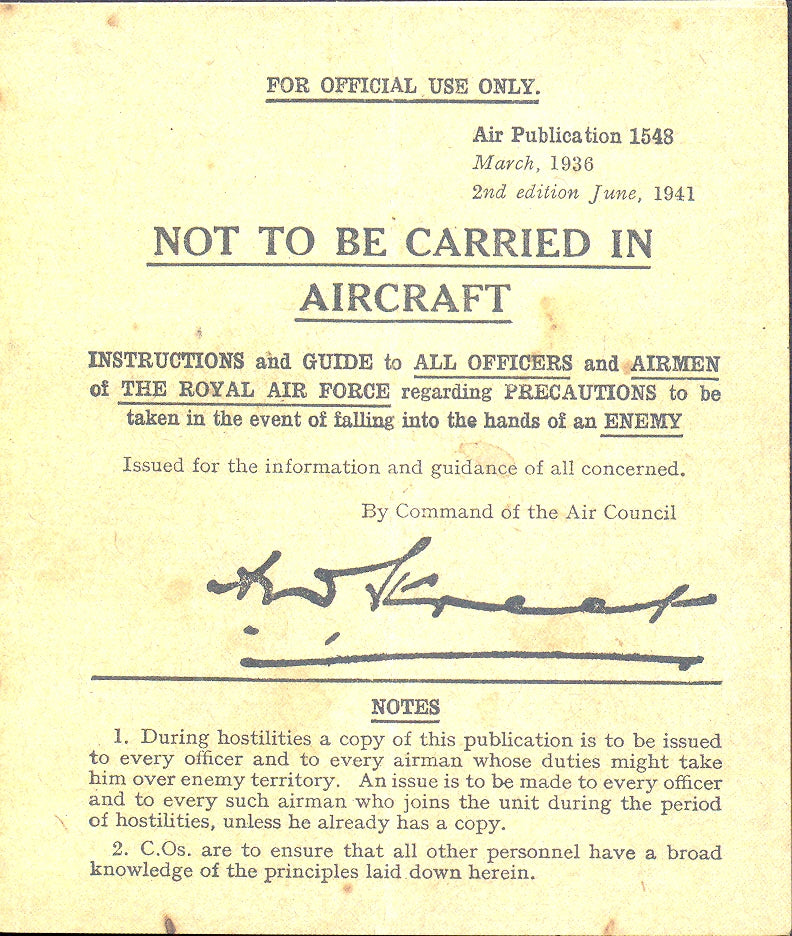 FOR OFFICIAL USE ONLY.
Air Publication 1548
March, 1936
2nd edition June, 1941
NOT TO BE CARRIED IN
AIRCRAFT
INSTRUCTIONS and GUIDE to ALL OFFICERS and AIRMEN
of THE ROYAL AIR FORCE regarding PRECAUTIONS to be
taken in the event of falling into the hands of an ENEMY
Issued for the information and guidance of all concerned.
By Command of the Air Council
Street
NOTES
1. During hostilities a copy of this publication is to be issued
to every officer and to every airman whose duties might take
him over enemy territory. An issue is to be made to every officer
and to every such airman who joins the unit during the period
of hostilities, unless he already has a copy.
2. C.Os. are to ensure that all other personnel have a broad
knowledge of the principles laid down herein.